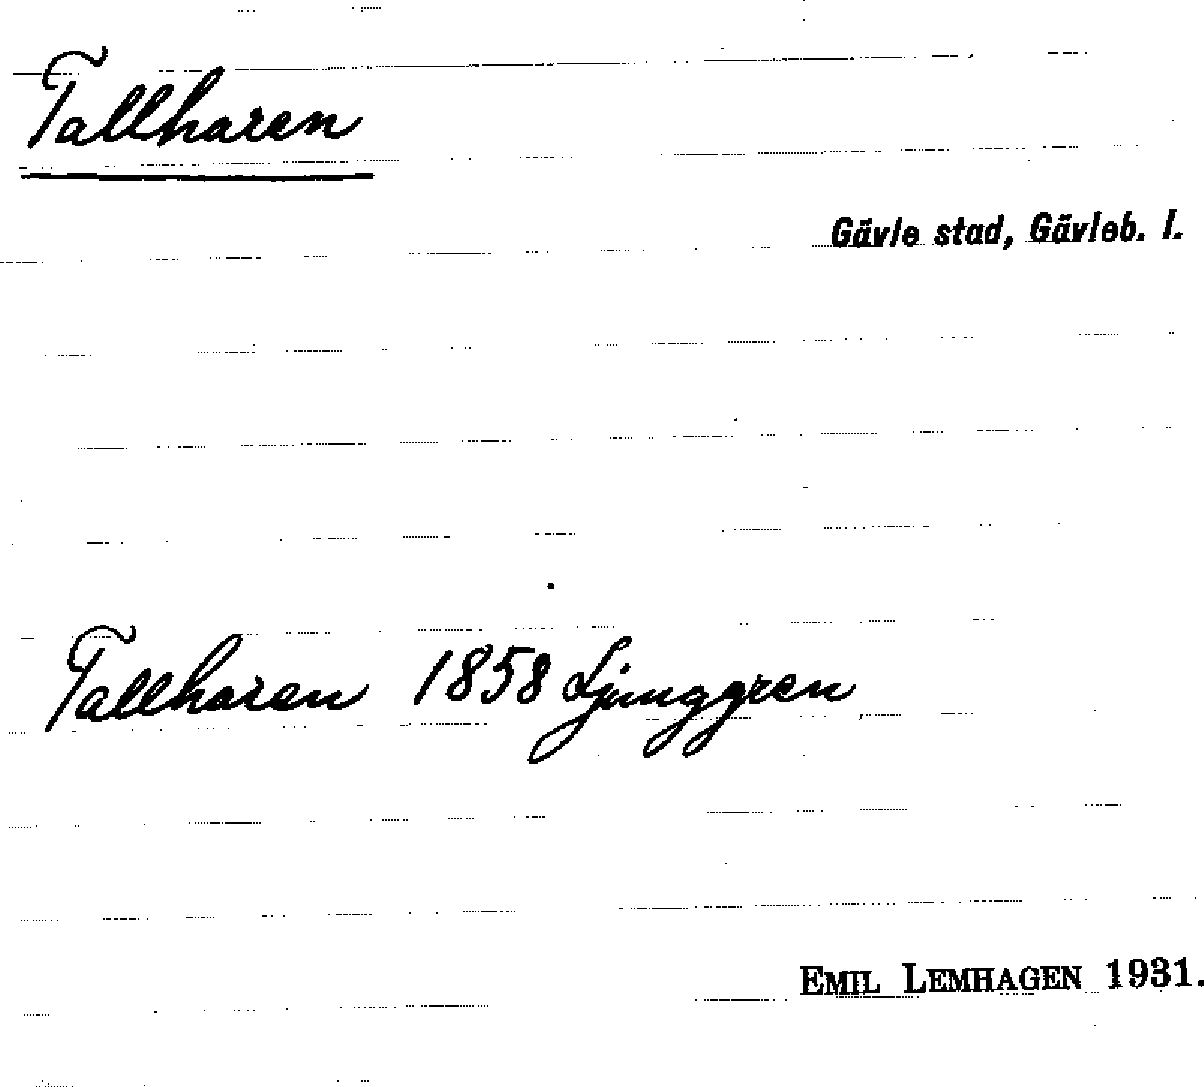 Tallharen
Gävle stad, Gävleb. l.
Tallharen 1858 Ljunggren
EMIL LEMHAGEN 1931.